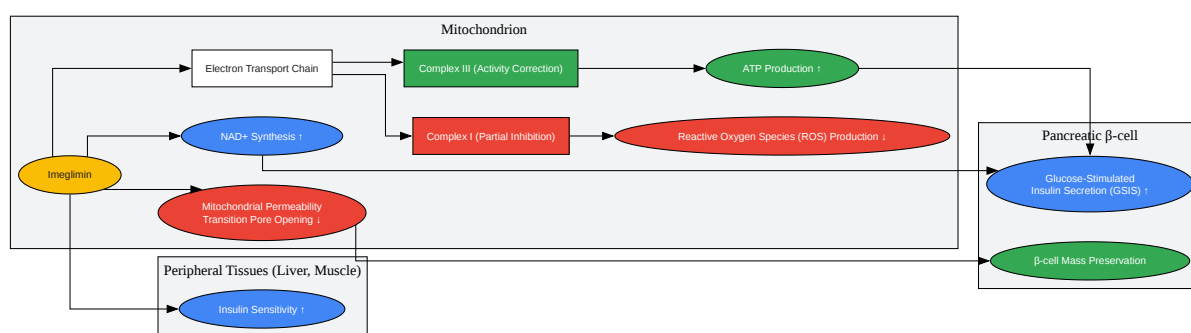 Mitochondrion
Electron Transport Chain
Complex III (Activity Correction)
ATP Production ↑
NAD+ Synthesis ↑
Complex I (Partial Inhibition)
Reactive Oxygen Species (ROS) Production ↓
Imeglimin
Mitochondrial Permeability
Transition Pore Opening ↓
Pancreatic β-cell
Glucose-Stimulated
Insulin Secretion (GSIS) ↑
β-cell Mass Preservation
Peripheral Tissues (Liver, Muscle)
Insulin Sensitivity ↑